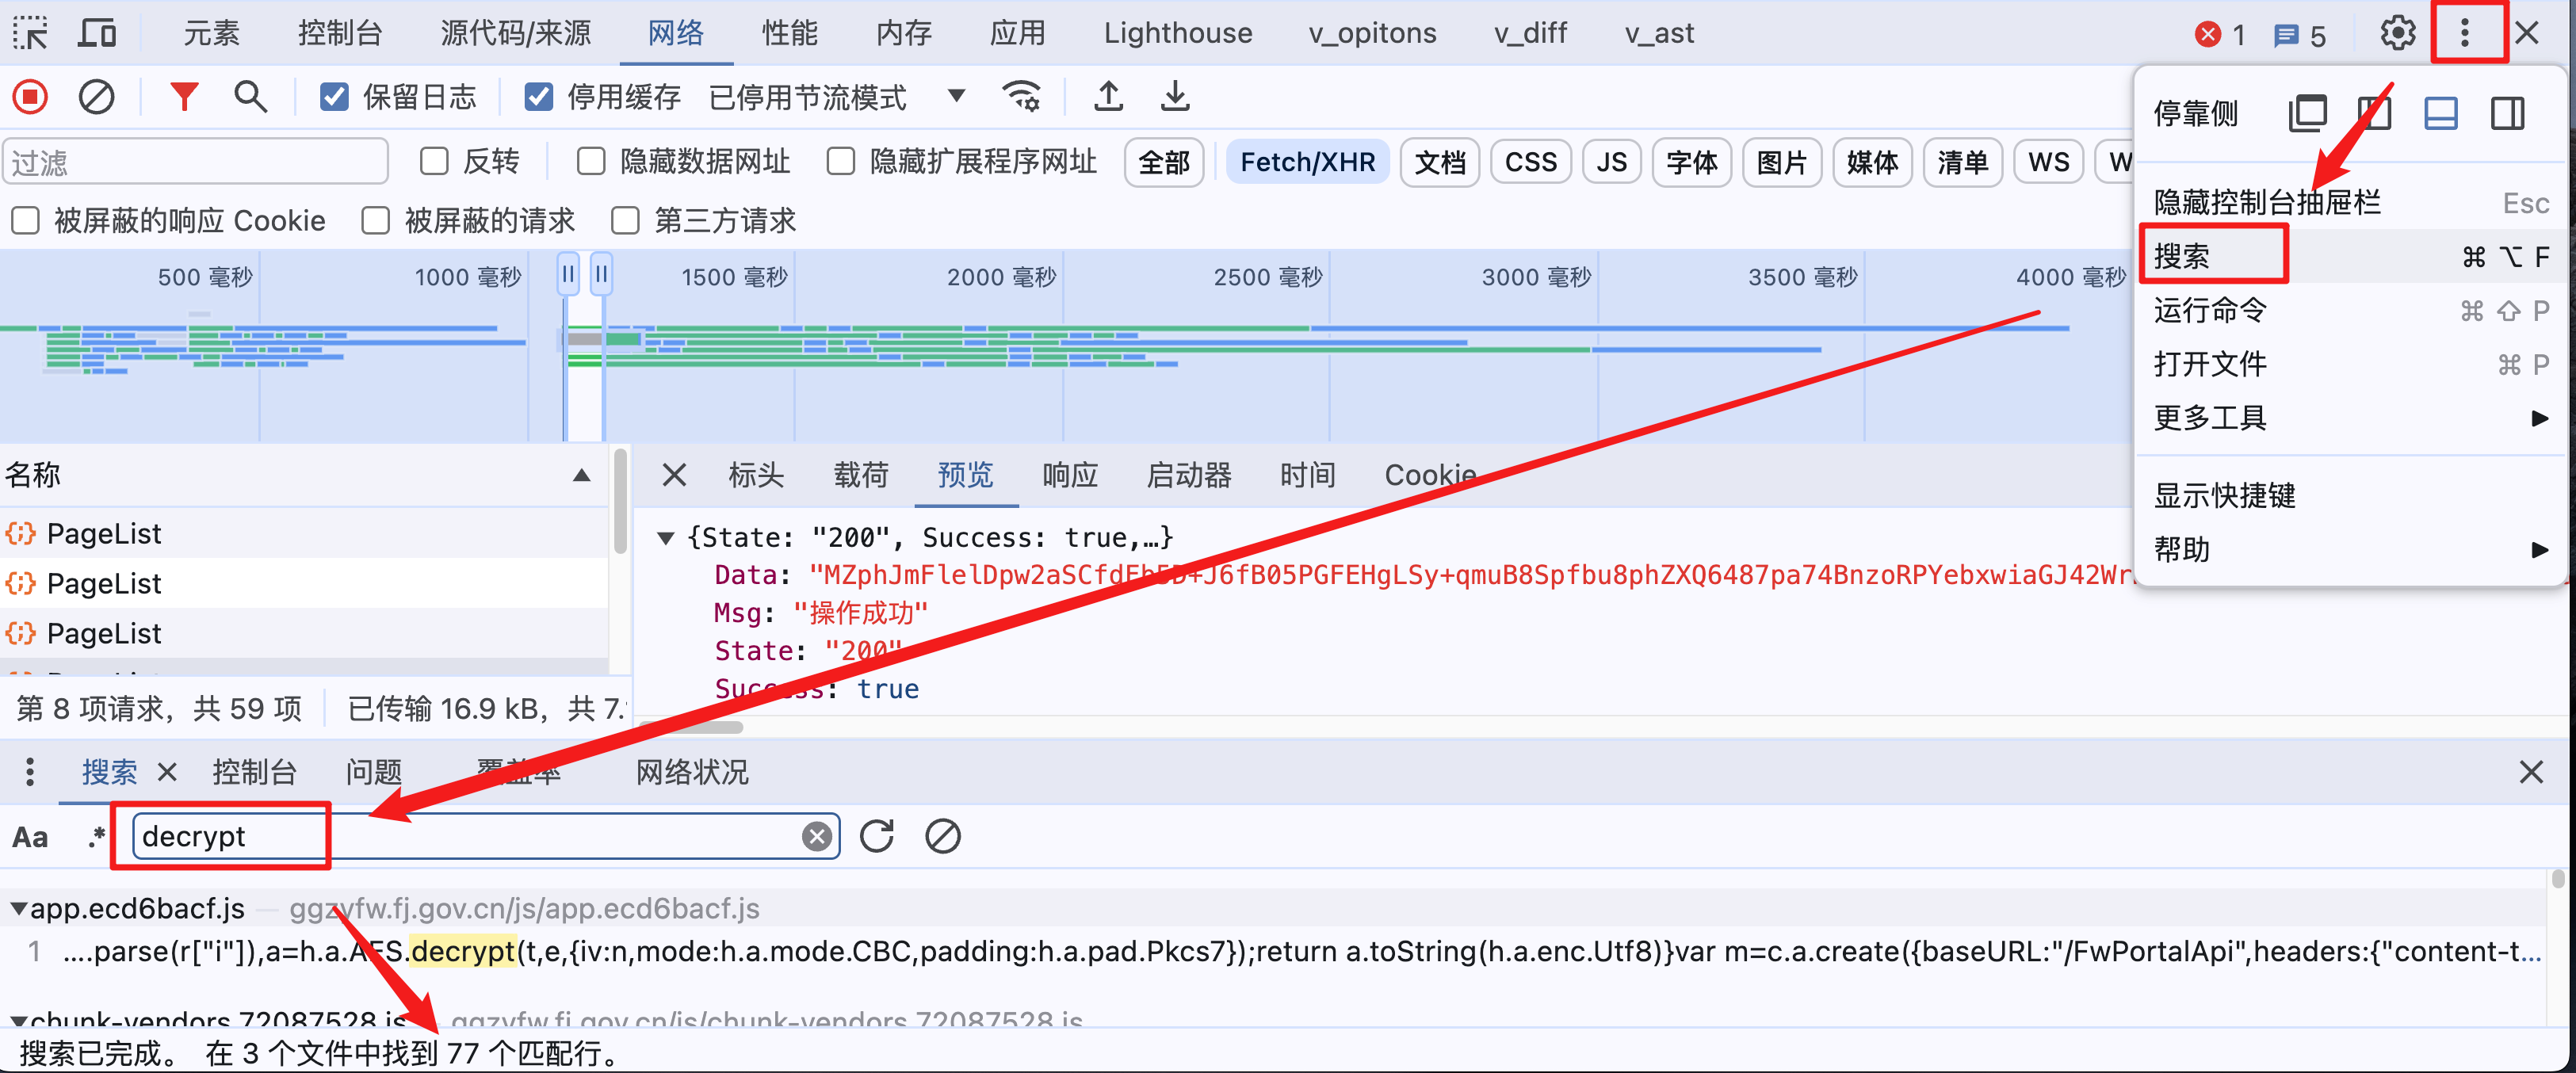 元素 控制台 源代码/来源 网络 性能 内存 应用 Lighthouse v_opitons v_diff v_ast 1 5
保留日志 停用缓存 已停用节流模式
停靠侧
过滤 反转 隐藏数据网址 隐藏扩展程序网址 全部 Fetch/XHR 文档 CSS JS 字体 图片 媒体 清单 WS W
隐藏控制台抽屉栏 Esc
被屏蔽的响应 Cookie 被屏蔽的请求 第三方请求
搜索 ⌘ ⌥ F
500 毫秒 1000 毫秒 1500 毫秒 2000 毫秒 2500 毫秒 3000 毫秒 3500 毫秒 4000 毫秒
运行命令 ⌘ ⇧ P
打开文件 ⌘ P
更多工具
名称 标头 载荷 预览 响应 启动器 时间 Cookie
显示快捷键
帮助
PageList
PageList
PageList
{State: "200", Success: true,…}
Msg: "操作成功"
State: "200"
Success: true
第 8 项请求，共 59 项 已传输 16.9 kB，共 7.
搜索 控制台 问题 覆盖率 网络状况
Aa .* decrypt
app.ecd6bacf.js — ggzyfw.fj.gov.cn/js/app.ecd6bacf.js
1 ….parse(r["i"]),a=h.a.AES.decrypt(t,e,{iv:n,mode:h.a.mode.CBC,padding:h.a.pad.Pkcs7});return a.toString(h.a.enc.Utf8)}var m=c.a.create({baseURL:"/FwPortalApi",headers:{"content-t…
chunk-vendors.72087528.js — ggzyfw.fj.gov.cn/js/chunk-vendors.72087528.js
搜索已完成。 在 3 个文件中找到 77 个匹配行。